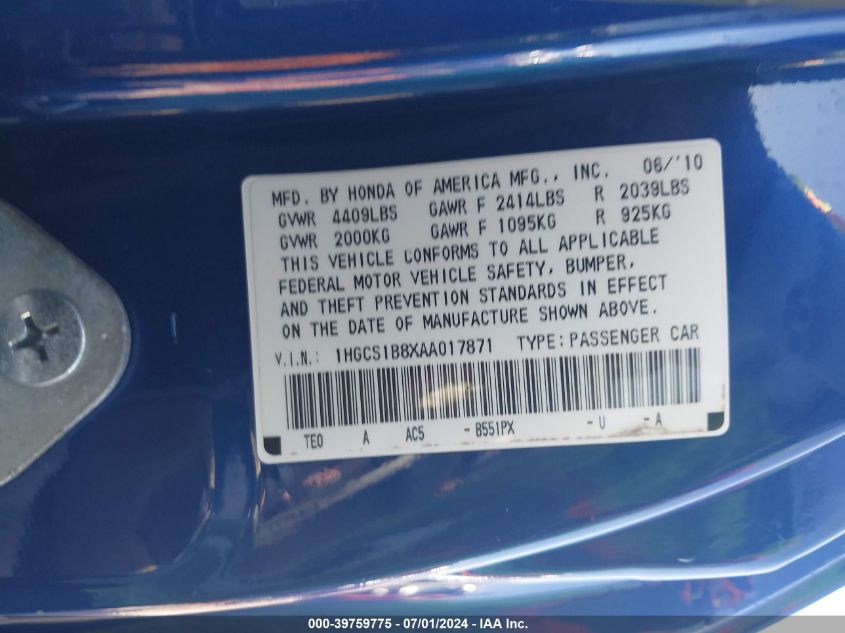 MFD. BY HONDA OF AMERICA MFG., INC. 06/'10
GVWR 4409LBS GAWR F 2414LBS R 2039LBS
GVWR 2000KG GAWR F 1095KG R 925KG
THIS VEHICLE CONFORMS TO ALL APPLICABLE
FEDERAL MOTOR VEHICLE SAFETY, BUMPER,
AND THEFT PREVENTION STANDARDS IN EFFECT
ON THE DATE OF MANUFACTURE SHOWN ABOVE.
V.I.N.: 1HGCS1B8XAA017871 TYPE: PASSENGER CAR
TE0 A AC5 - B551PX - U - A
000-39759775 - 07/01/2024 - IAA Inc.